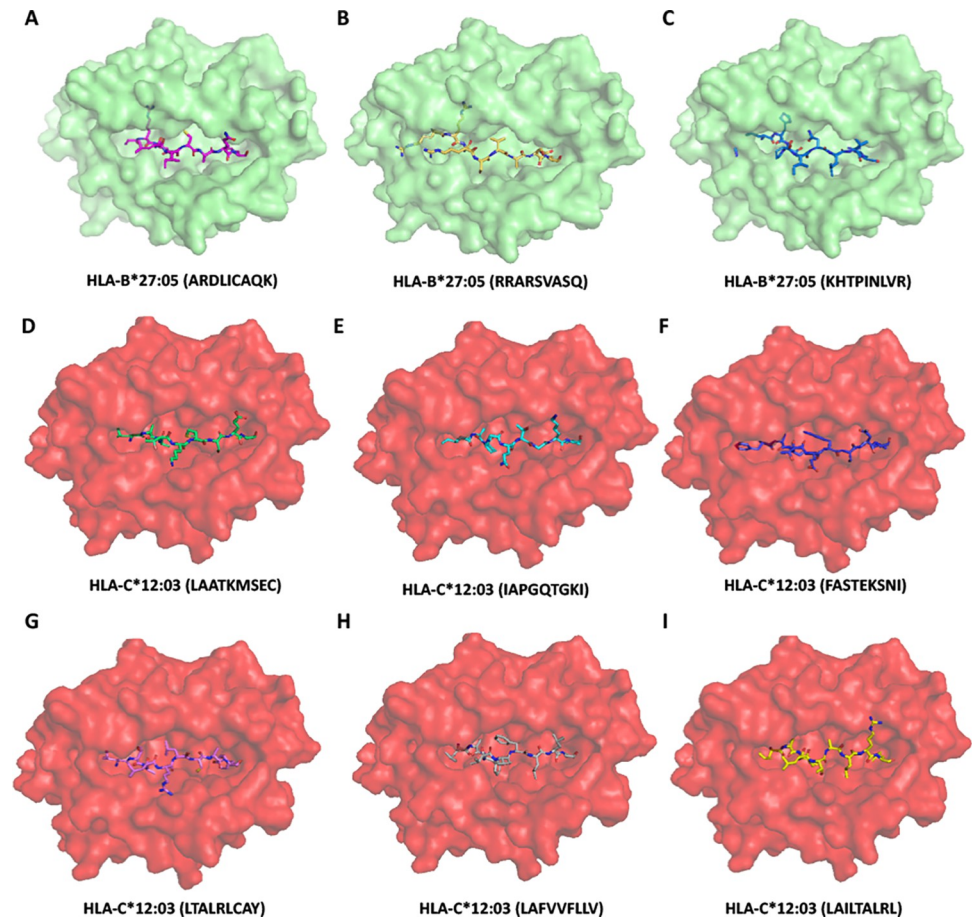 A
B
C
HLA-B*27:05 (ARDLICAQK)
HLA-B*27:05 (RRARSVASQ)
HLA-B*27:05 (KHTPINLVR)
D
E
F
HLA-C*12:03 (LAATKMSEC)
HLA-C*12:03 (IAPGQTGKI)
HLA-C*12:03 (FASTEKSNI)
G
H
I
HLA-C*12:03 (LTALRLCAY)
HLA-C*12:03 (LAFVVFLLV)
HLA-C*12:03 (LAILTALRL)